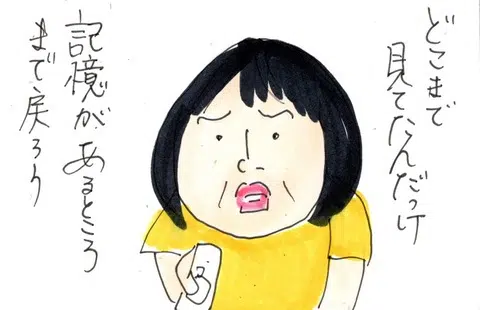 どこまで
見てたんだっけ
記憶が
あるところ
まで戻ろう